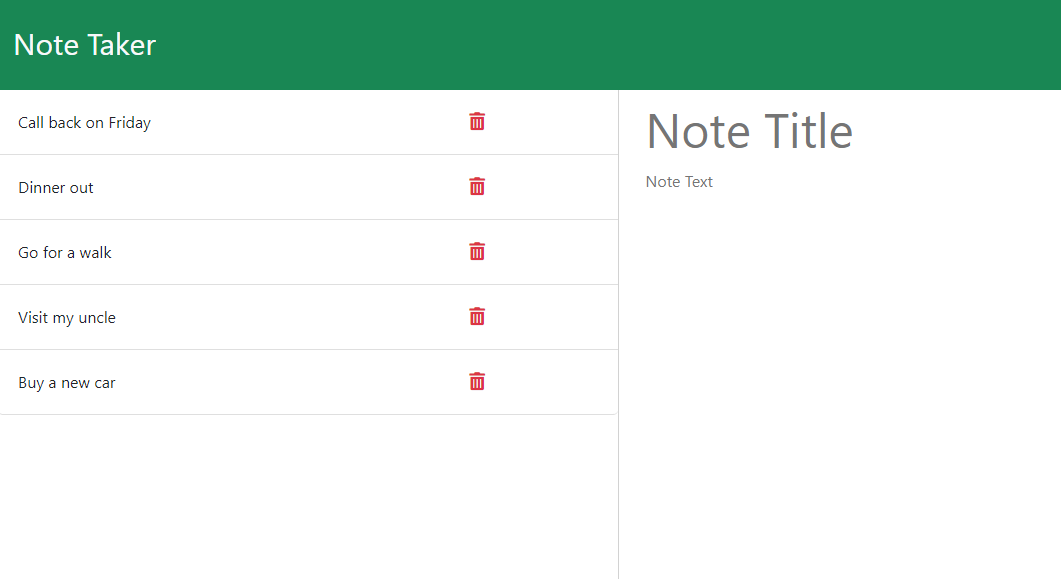 Note Taker
Call back on Friday
Dinner out
Go for a walk
Visit my uncle
Buy a new car
Note Title
Note Text